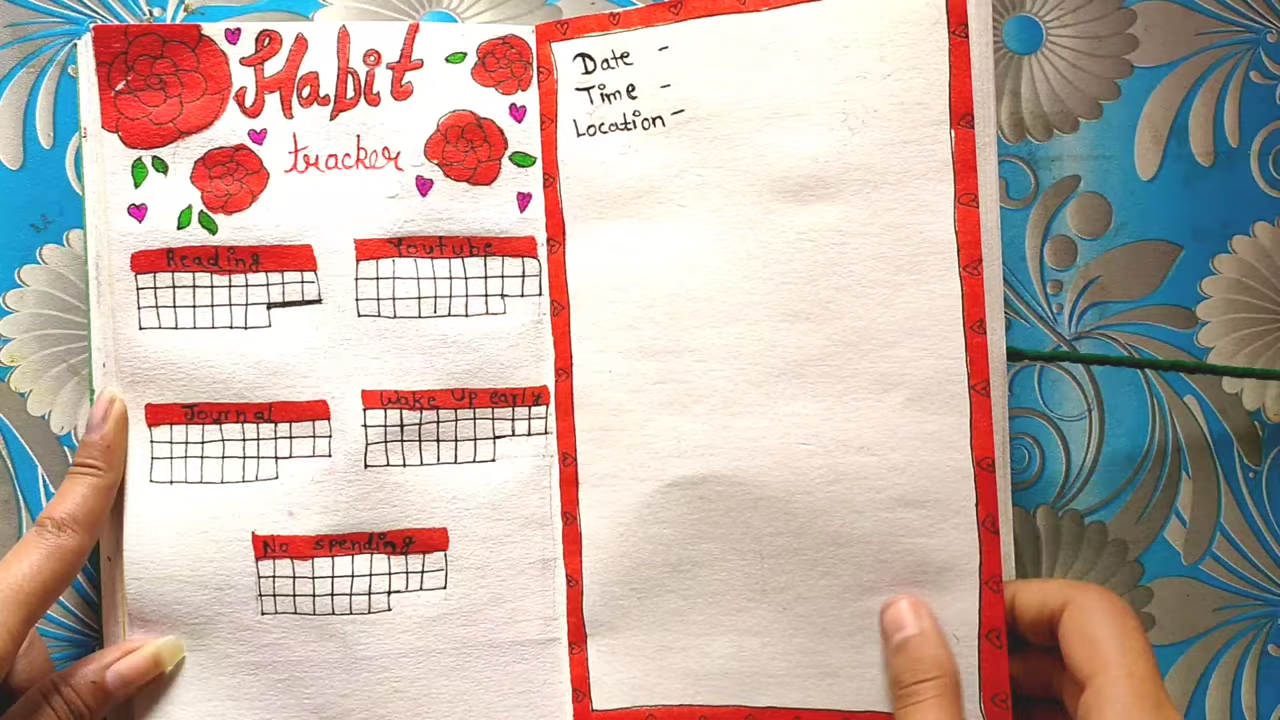 Habit
tracker
Reading
Youtube
Journal
Wake Up early
No spending
Date -
Time -
Location -